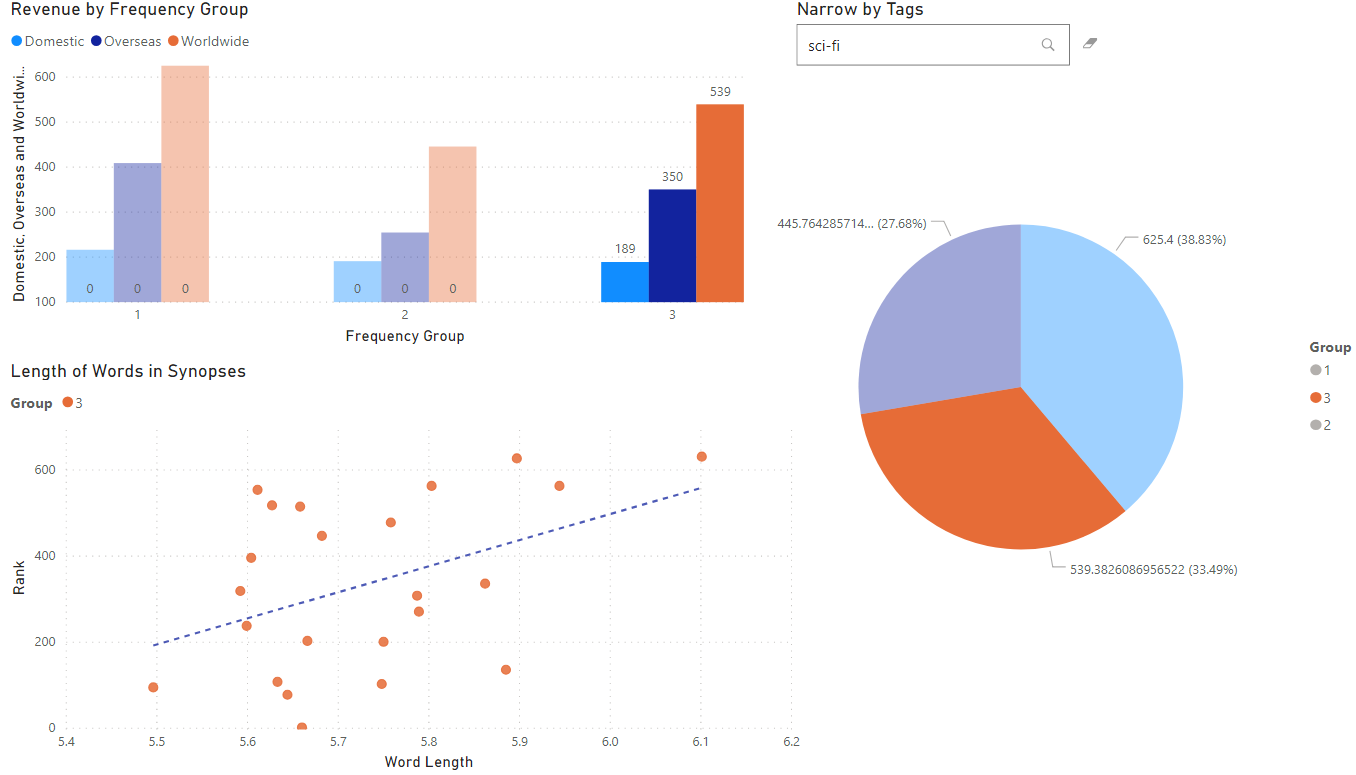 Revenue by Frequency Group
Domestic Overseas Worldwide
Domestic, Overseas and Worldwi...
600
500
400
300
200
100
0 0 0
0 0 0
189 350 539
1 2 3
Frequency Group
Length of Words in Synopses
Group 3
Rank
600
400
200
0
5.4 5.5 5.6 5.7 5.8 5.9 6.0 6.1 6.2
Word Length
Narrow by Tags
sci-fi
445.764285714... (27.68%)
625.4 (38.83%)
539.3826086956522 (33.49%)
Group
1
3
2